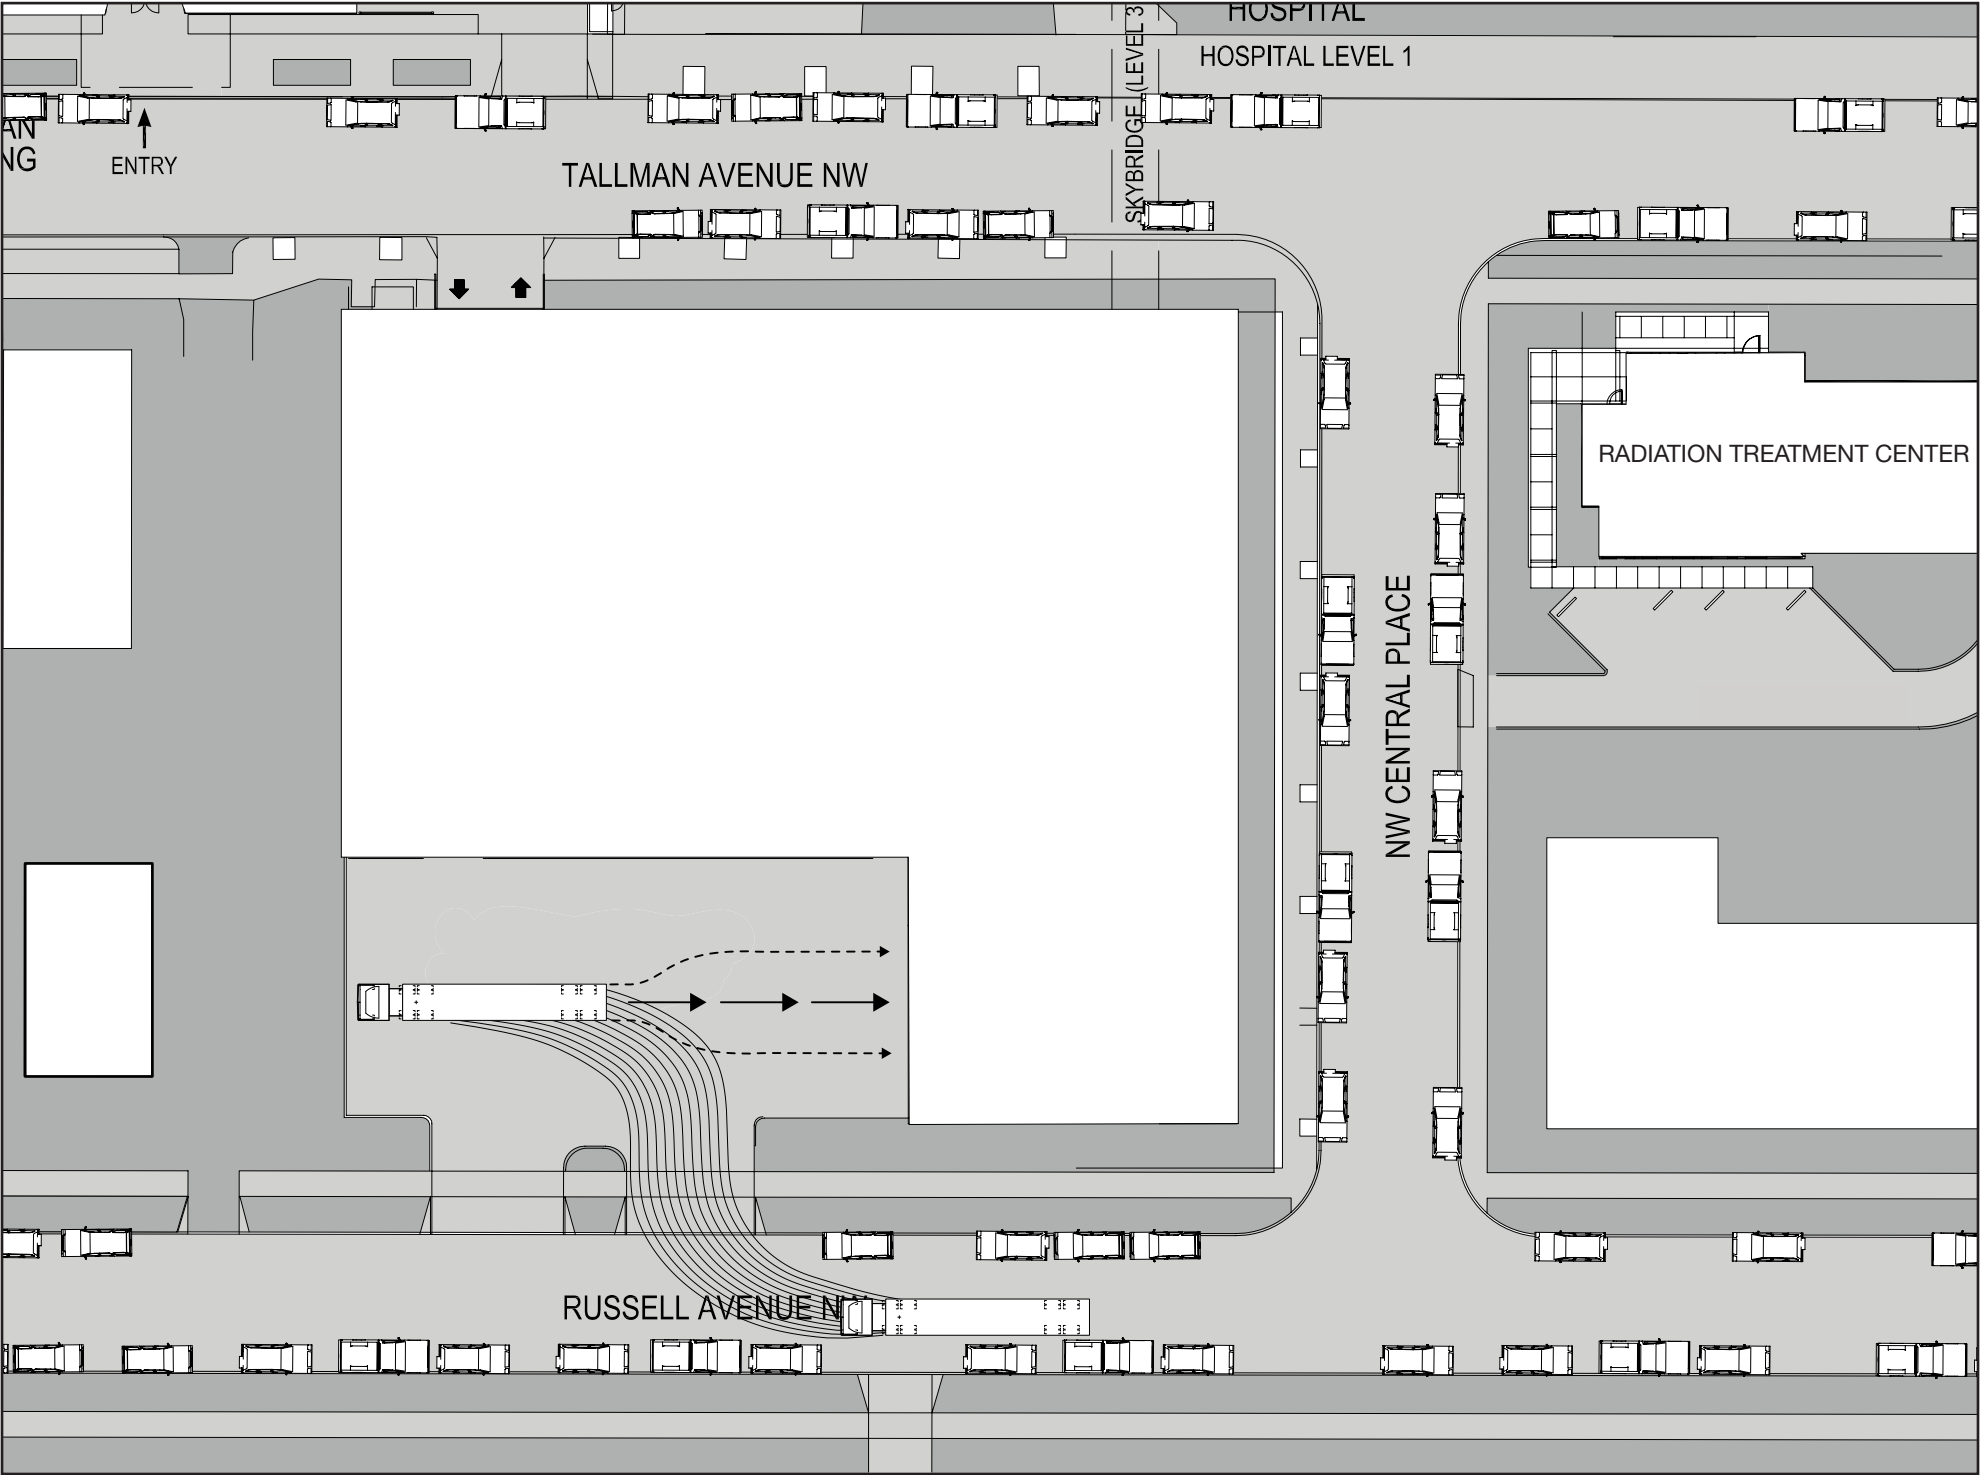 HOSPITAL
HOSPITAL LEVEL 1
SKYBRIDGE (LEVEL 3
AN
NG
ENTRY
TALLMAN AVENUE NW
RADIATION TREATMENT CENTER
NW CENTRAL PLACE
RUSSELL AVENUE N